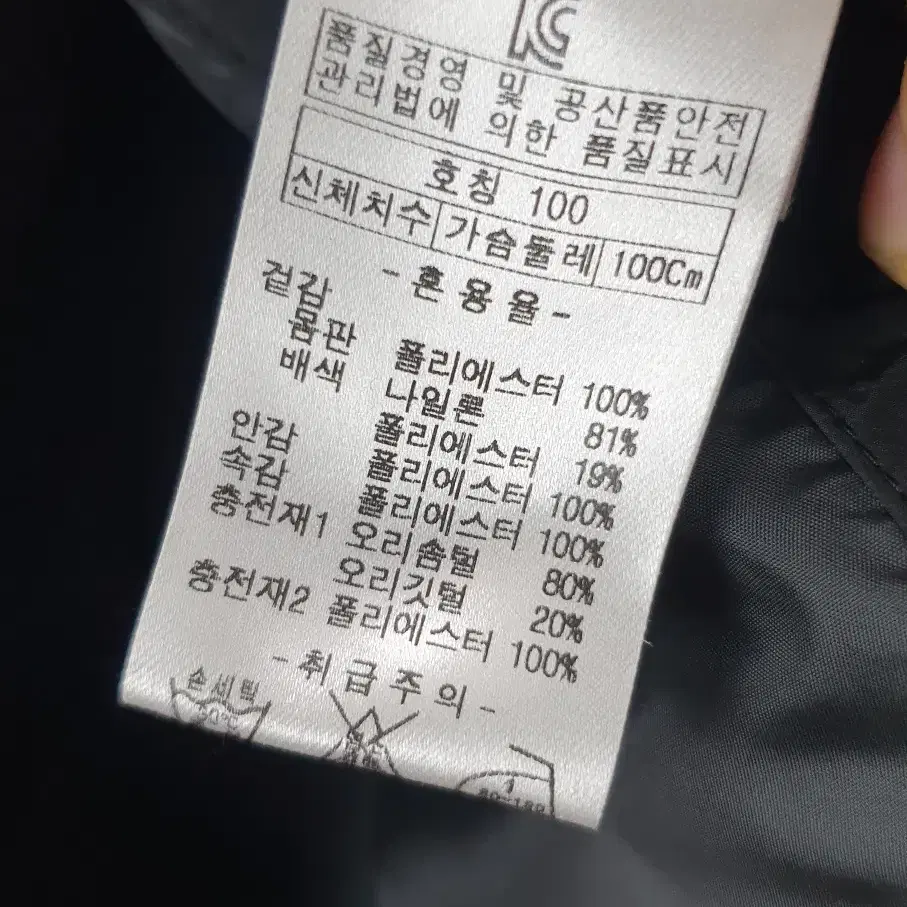 KC
품질경영 및 공산품안전
관리법에 의한 품질표시
호칭 100
신체치수 가슴둘레 100Cm
- 혼용율 -
겉감
몸판 폴리에스터 100%
배색 나일론 81%
폴리에스터 19%
안감 폴리에스터 100%
속감 폴리에스터 100%
충전재1 오리솜털 80%
오리깃털 20%
충전재2 폴리에스터 100%
- 취급주의 -
손세탁
30℃
1
80~120